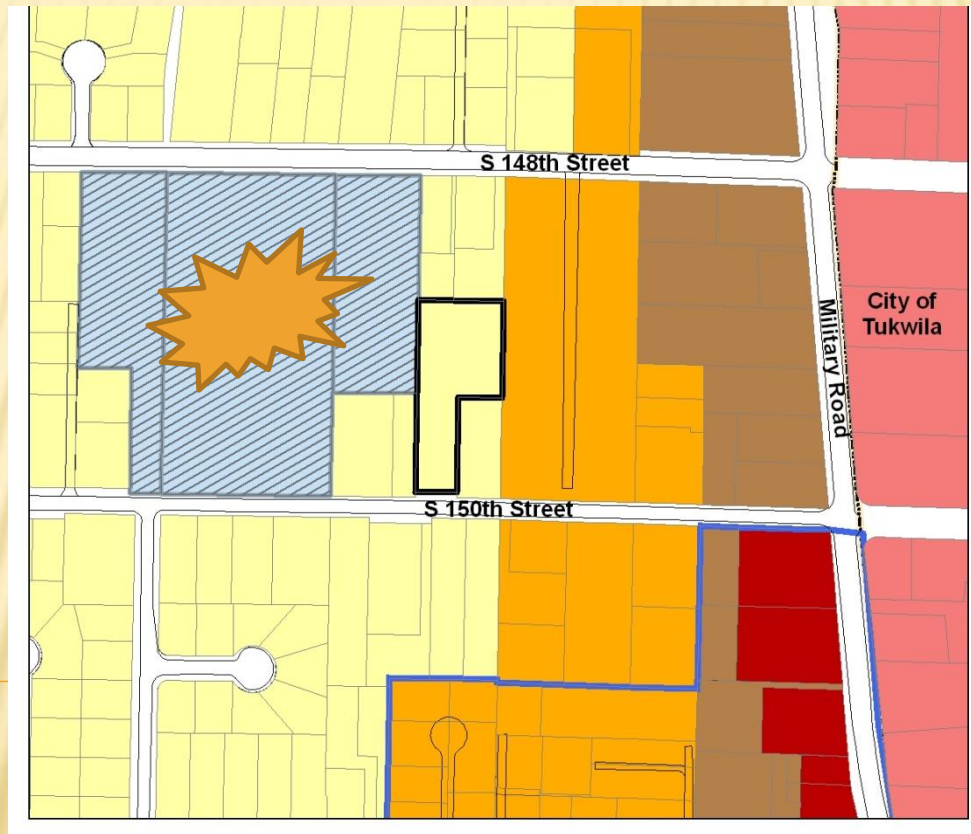 S 148th Street
City of
Tukwila
Military Road
S 150th Street